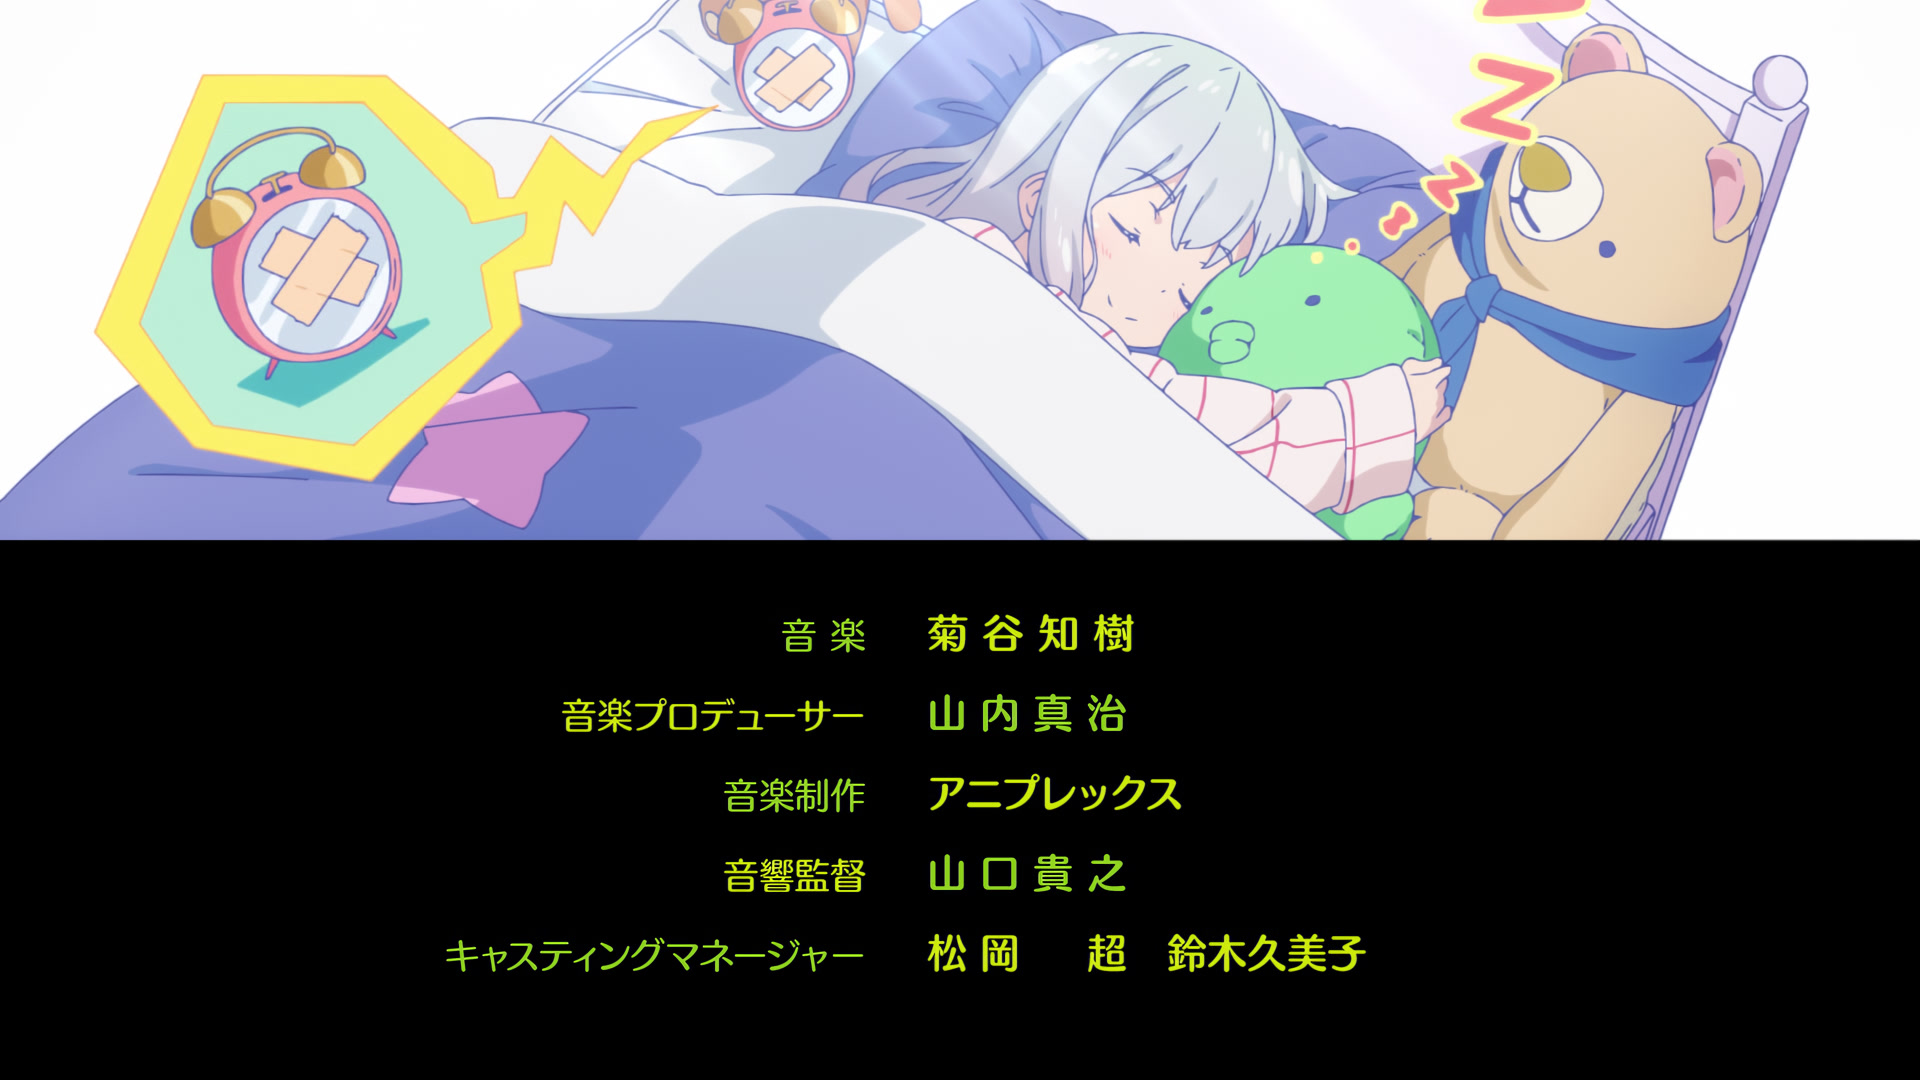 Z
Z
Z
音楽 菊谷知樹
音楽プロデューサー 山内真治
音楽制作 アニプレックス
音響監督 山口貴之
キャスティングマネージャー 松岡 超 鈴木久美子